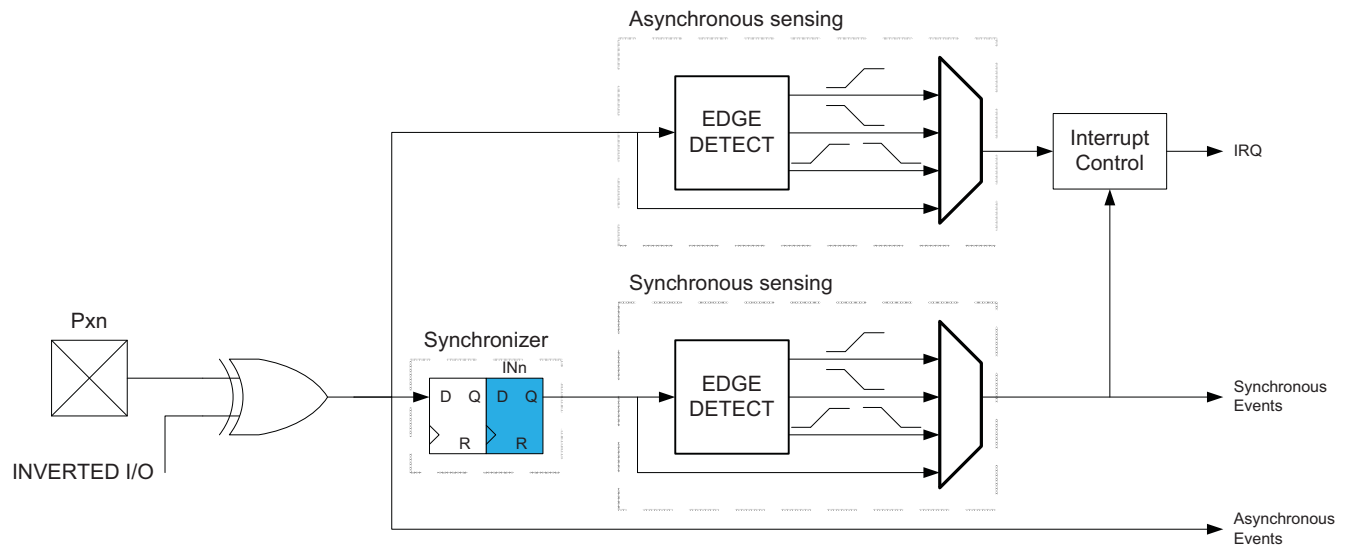 Asynchronous sensing
EDGE
DETECT
Interrupt
Control
IRQ
Synchronous sensing
Pxn
Synchronizer
INn
D Q D Q
R R
EDGE
DETECT
Synchronous
Events
INVERTED I/O
Asynchronous
Events